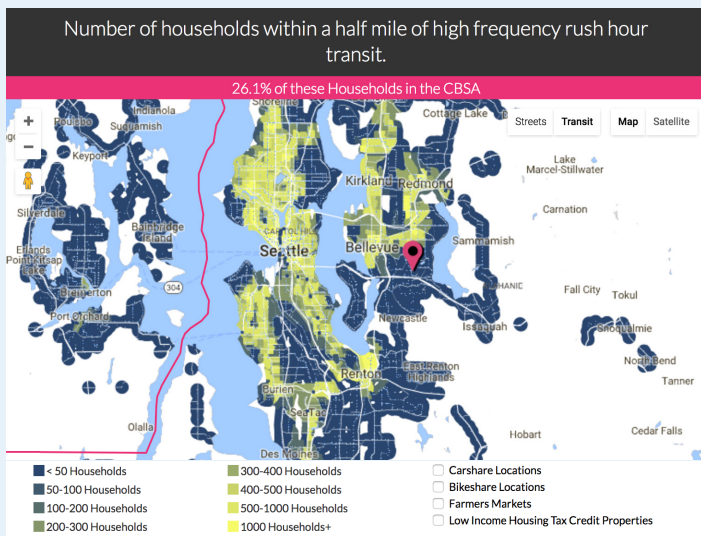 Number of households within a half mile of high frequency rush hour
transit.
26.1% of these Households in the CBSA
Indianola
Shoreline
Cottage Lake
Streets
Transit
Map
Satellite
Poulsbo
Suquamish
Keyport
Lake
Marcel-Stillwater
Kirkland
Redmond
Silverdale
Carnation
Bainbridge
Island
CAPITOL HILL
Seattle
Bellevue
Sammamish
Erlands
Point-Kitsap
Lake
304
Bremerton
Fall City
Tokul
Port Orchard
Newcastle
Issaquah
Snoqualmie
Renton
East Renton
Highlands
North Bend
Tanner
Burien
SeaTac
Olalla
Hobart
Cedar Falls
Des Moines
< 50 Households
300-400 Households
Carshare Locations
50-100 Households
400-500 Households
Bikeshare Locations
100-200 Households
500-1000 Households
Farmers Markets
200-300 Households
1000 Households+
Low Income Housing Tax Credit Properties